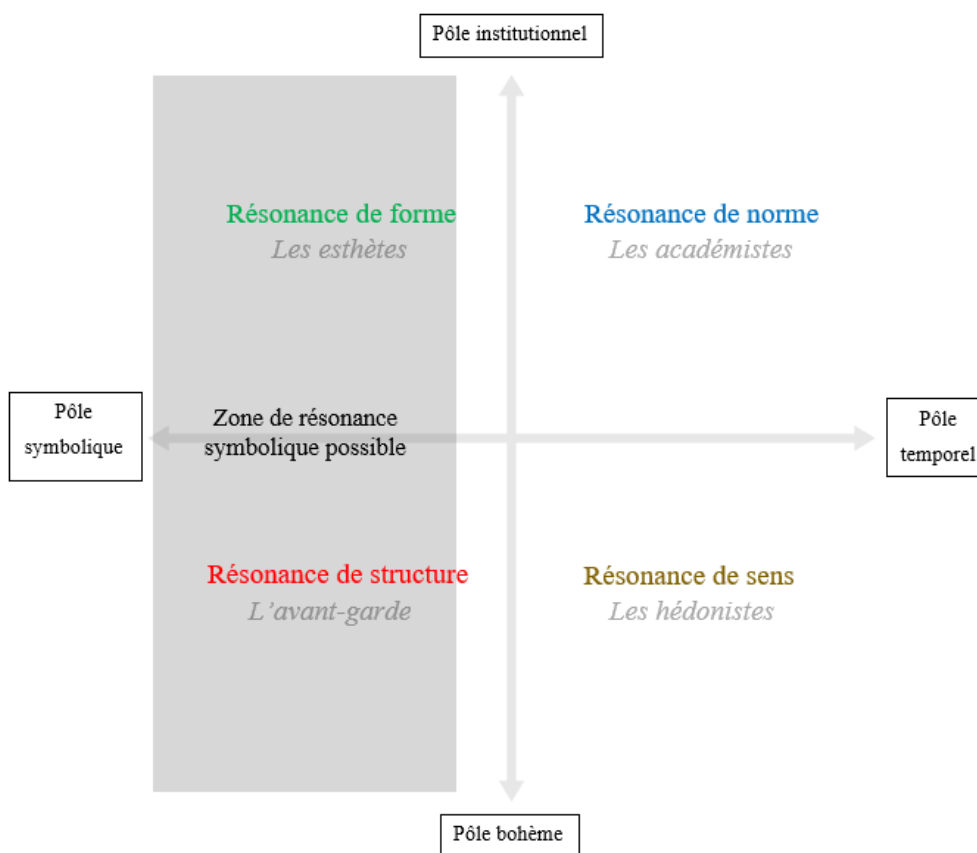 Pôle institutionnel
Résonance de forme
Les esthètes
Résonance de norme
Les académistes
Pôle
symbolique
Zone de résonance
symbolique possible
Pôle
temporel
Résonance de structure
L’avant-garde
Résonance de sens
Les hédonistes
Pôle bohème